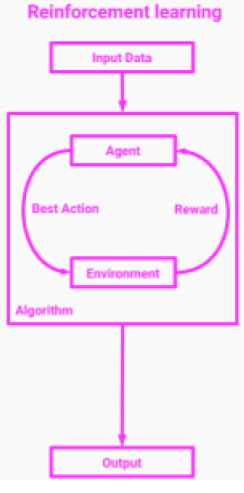 Reinforcement learning
Input Data
Agent
Best Action
Reward
Environment
Algorithm
Output